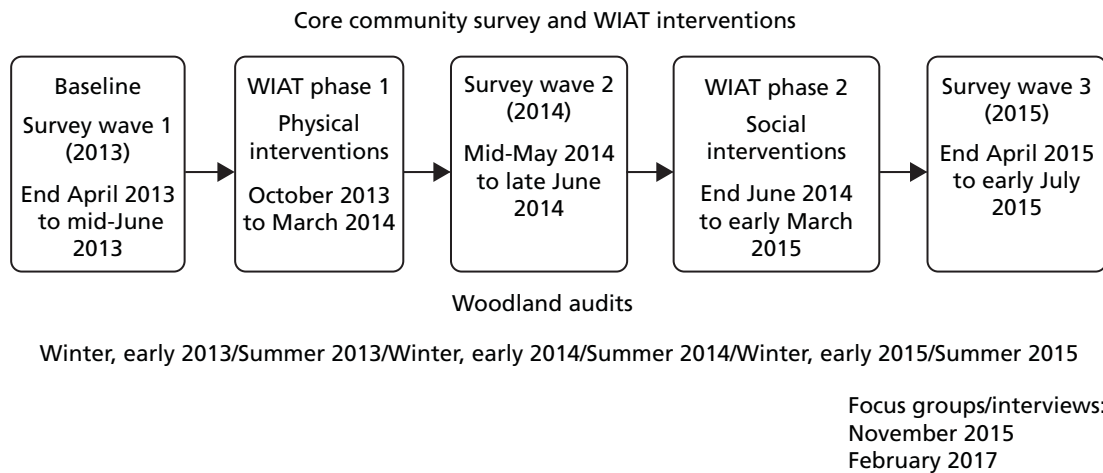 Core community survey and WIAT interventions
Baseline
Survey wave 1
(2013)
End April 2013
to mid-June
2013
WIAT phase 1
Physical
interventions
October 2013
to March 2014
Survey wave 2
(2014)
Mid-May 2014
to late June
2014
WIAT phase 2
Social
interventions
End June 2014
to early March
2015
Survey wave 3
(2015)
End April 2015
to early July
2015
Woodland audits
Winter, early 2013/Summer 2013/Winter, early 2014/Summer 2014/Winter, early 2015/Summer 2015
Focus groups/interviews:
November 2015
February 2017